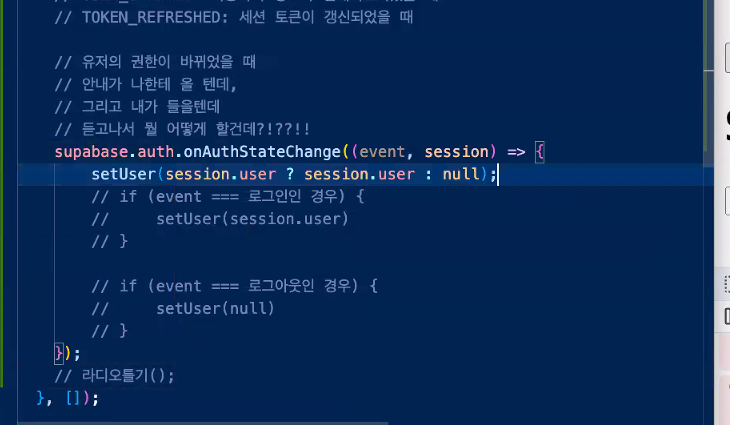 // TOKEN_REFRESHED: 세션 토큰이 갱신되었을 때
// 유저의 권한이 바뀌었을 때
// 안내가 나한테 올 텐데,
// 그리고 내가 들을텐데
// 듣고나서 뭘 어떻게 할건데?!??!!
supabase.auth.onAuthStateChange((event, session) => {
setUser(session.user ? session.user : null);
// if (event === 로그인인 경우) {
//     setUser(session.user)
// }
// if (event === 로그아웃인 경우) {
//     setUser(null)
// }
});
// 라디오틀기();
}, []);